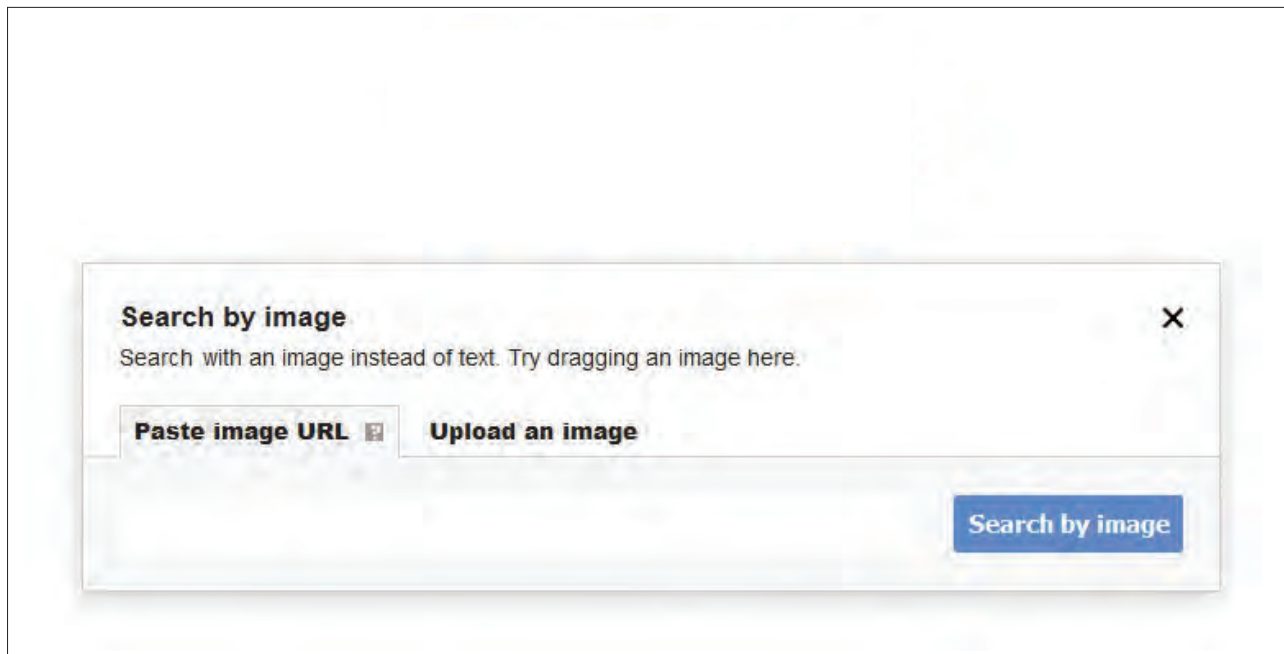 Search by image
Search with an image instead of text. Try dragging an image here.
Paste image URL ?
Upload an image
Search by image